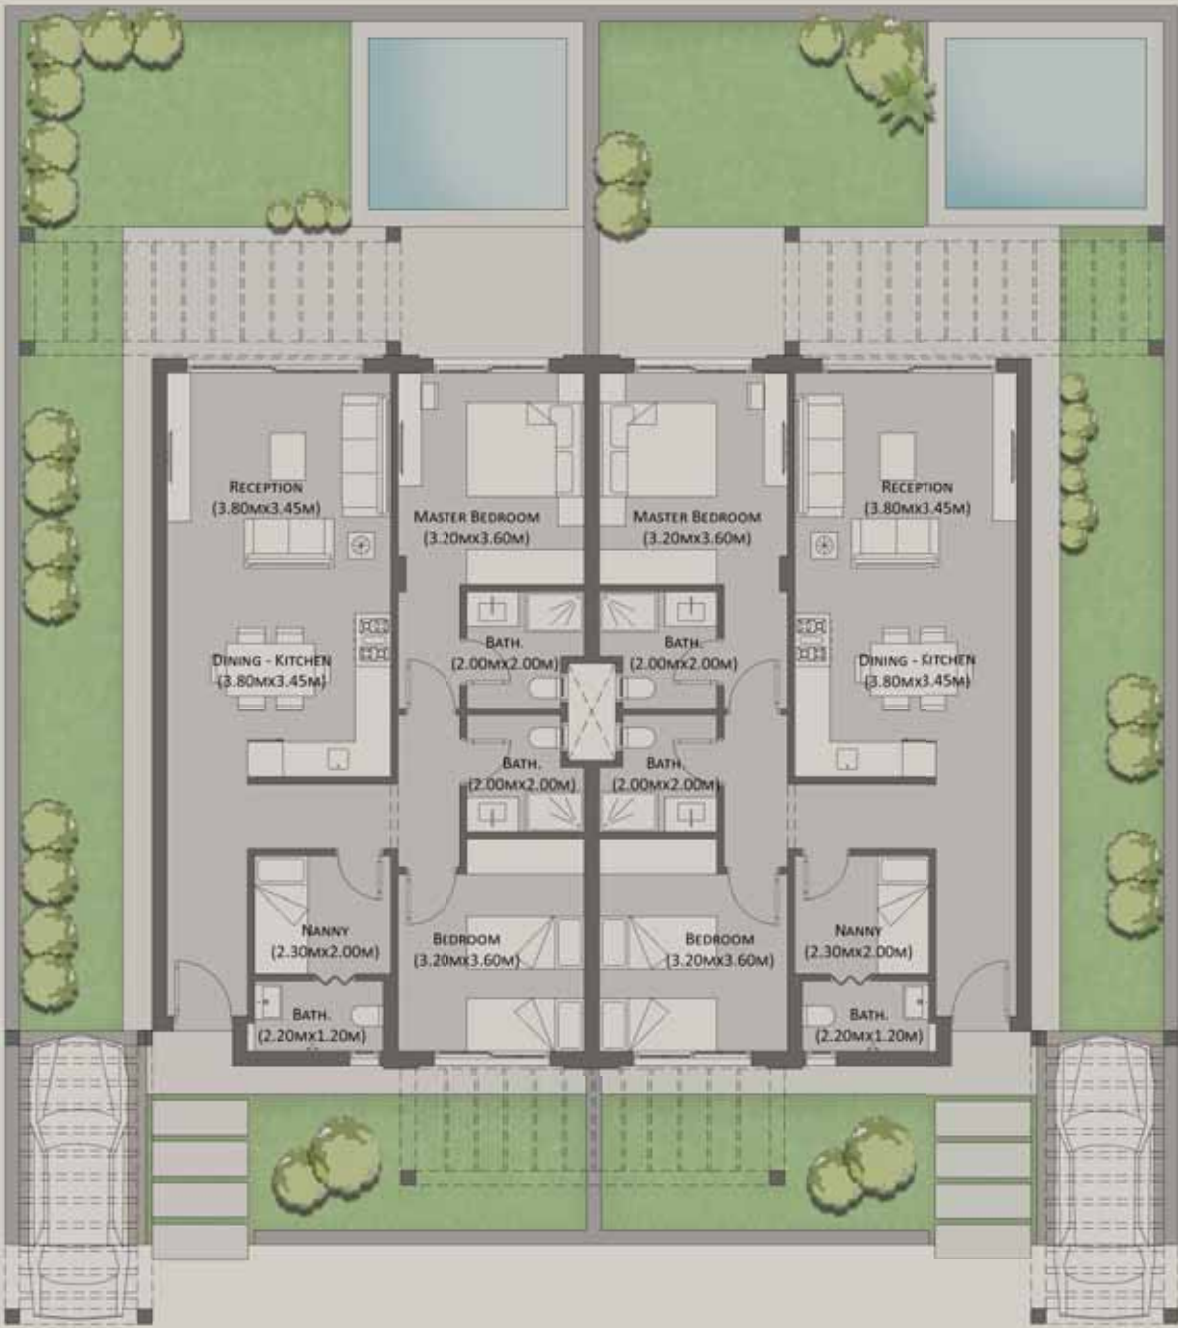 RECEPTION
(3.80MX3.45M)
MASTER BEDROOM
(3.20MX3.60M)
MASTER BEDROOM
(3.20MX3.60M)
RECEPTION
(3.80MX3.45M)
DINING - KITCHEN
(3.80MX3.45M)
BATH.
(2.00MX2.00M)
BATH.
(2.00MX2.00M)
DINING - KITCHEN
(3.80MX3.45M)
BATH.
(2.00MX2.00M)
BATH.
(2.00MX2.00M)
NANNY
(2.30MX2.00M)
BEDROOM
(3.20MX3.60M)
BEDROOM
(3.20MX3.60M)
NANNY
(2.30MX2.00M)
BATH.
(2.20MX1.20M)
BATH.
(2.20MX1.20M)